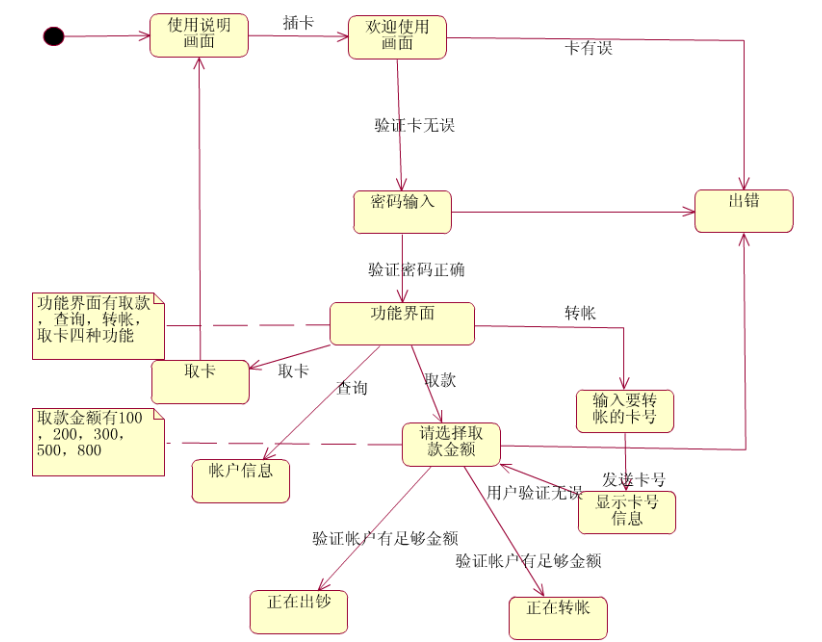 使用说明
画面
插卡
欢迎使用
画面
卡有误
验证卡无误
密码输入
出错
验证密码正确
功能界面有取款
，查询，转帐，
取卡四种功能
功能界面
转帐
取卡
取卡
查询
取款
输入要转
帐的卡号
取款金额有100
，200，300，
500，800
请选择取
款金额
帐户信息
发送卡号
用户验证无误
显示卡号
信息
验证帐户有足够金额
验证帐户有足够金额
正在出钞
正在转帐